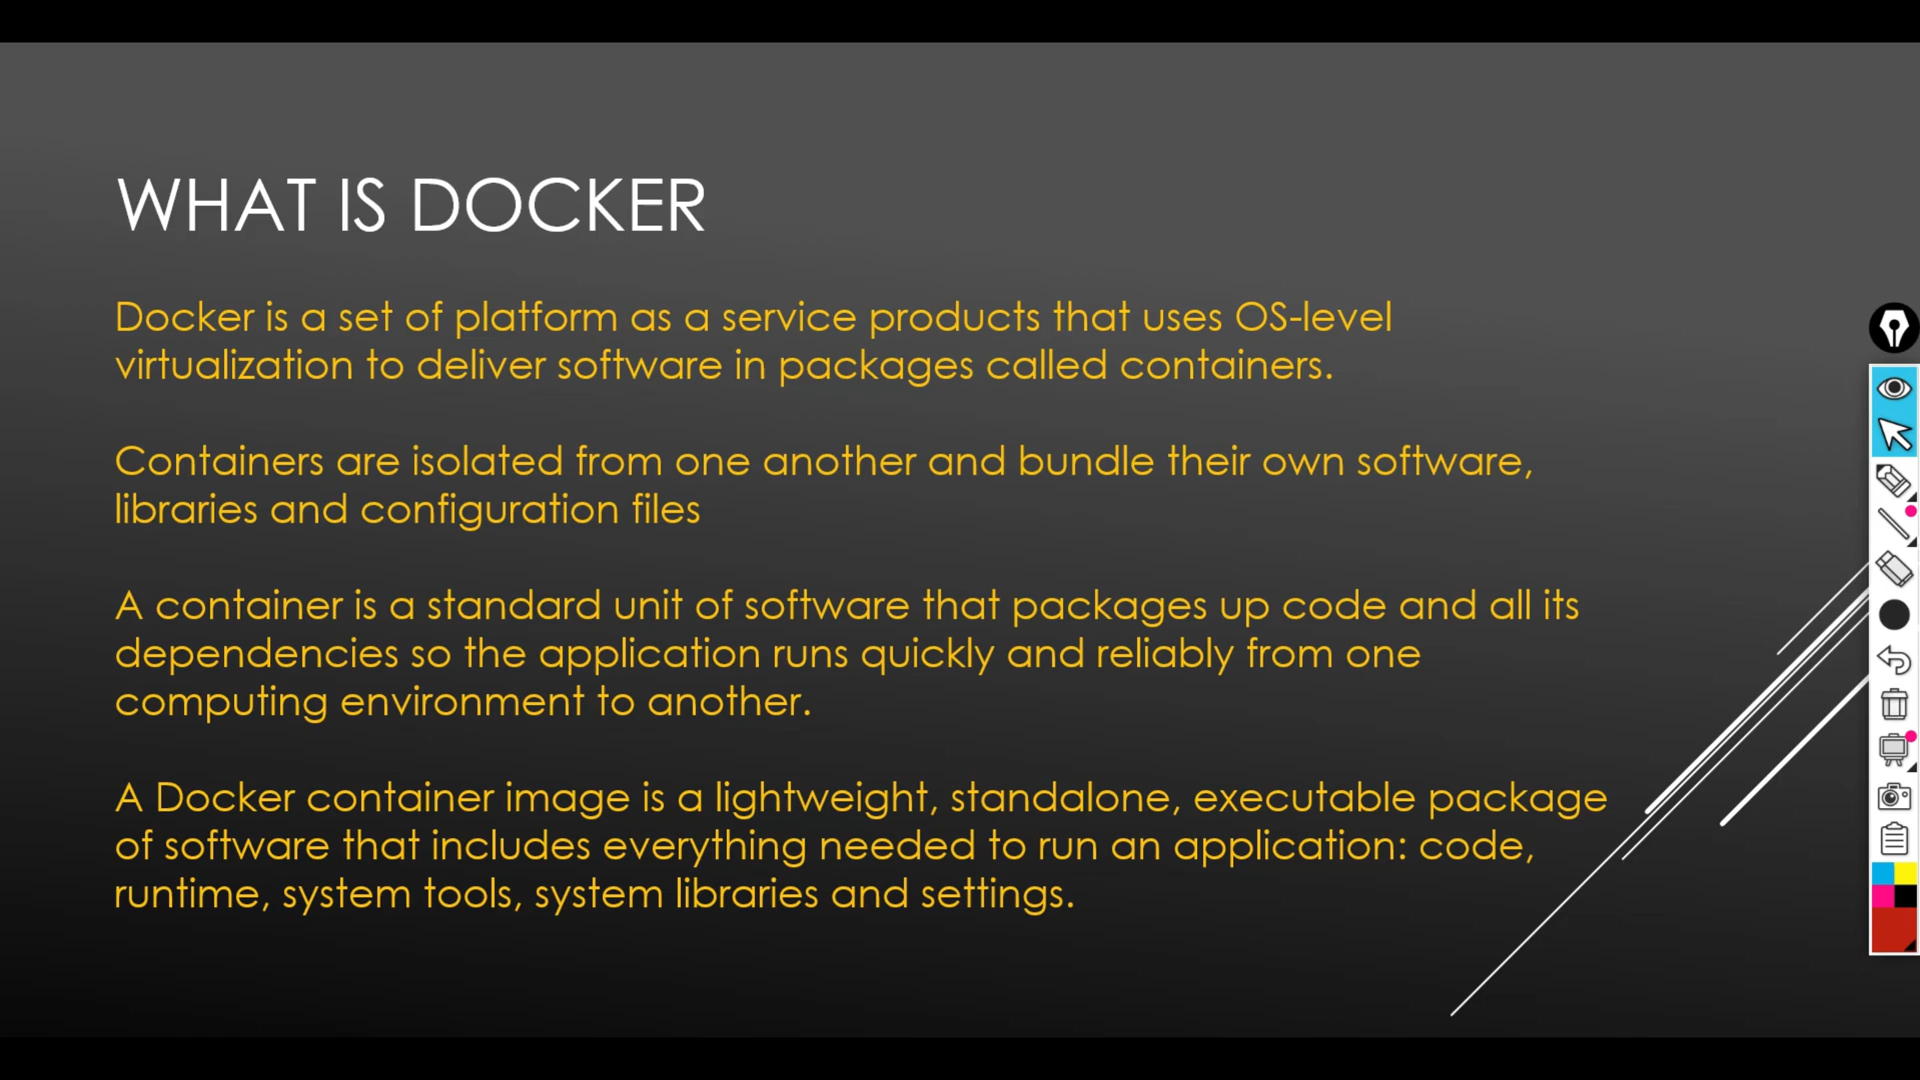 WHAT IS DOCKER
Docker is a set of platform as a service products that uses OS-level
virtualization to deliver software in packages called containers.
Containers are isolated from one another and bundle their own software,
libraries and configuration files
A container is a standard unit of software that packages up code and all its
dependencies so the application runs quickly and reliably from one
computing environment to another.
A Docker container image is a lightweight, standalone, executable package
of software that includes everything needed to run an application: code,
runtime, system tools, system libraries and settings.